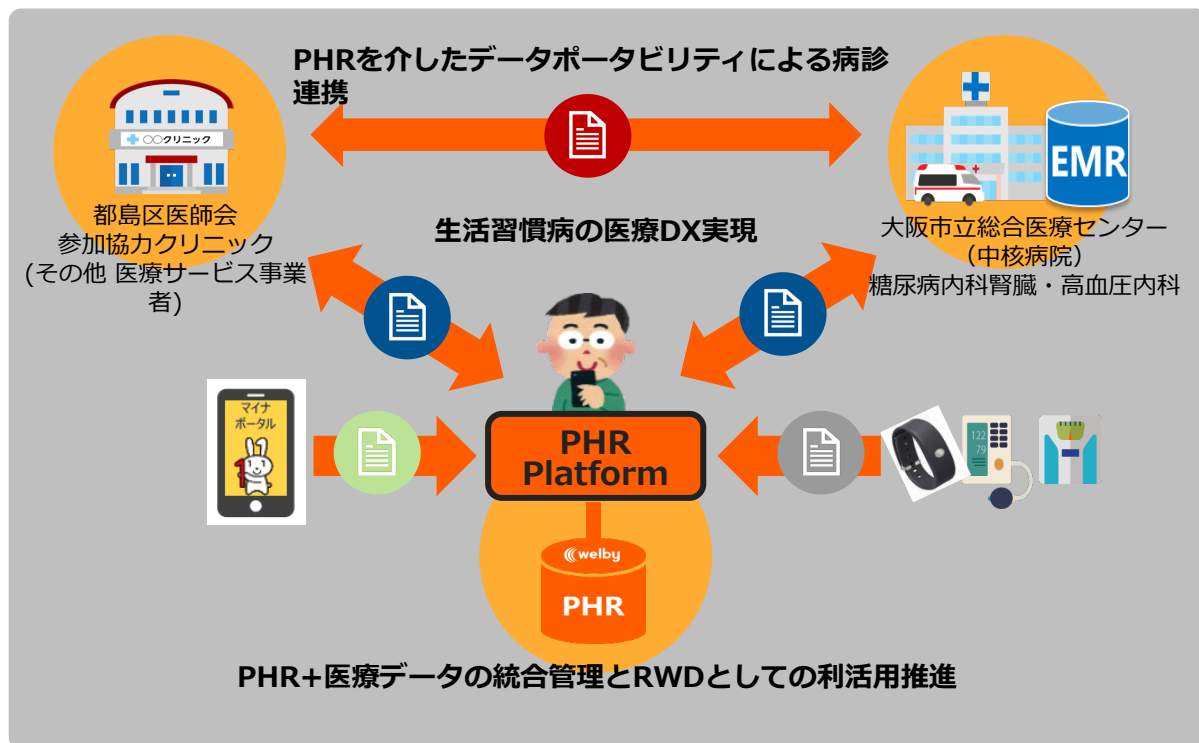 PHRを介したデータポータビリティによる病診
連携
○○クリニック
EMR
都島区医師会
参加協力クリニック
(その他 医療サービス事業
者)
生活習慣病の医療DX実現
大阪市立総合医療センター
（中核病院）
糖尿病内科腎臓・高血圧内科
マイナ
ポータル
PHR
Platform
122
79
welby
PHR
PHR+医療データの統合管理とRWDとしての利活用推進